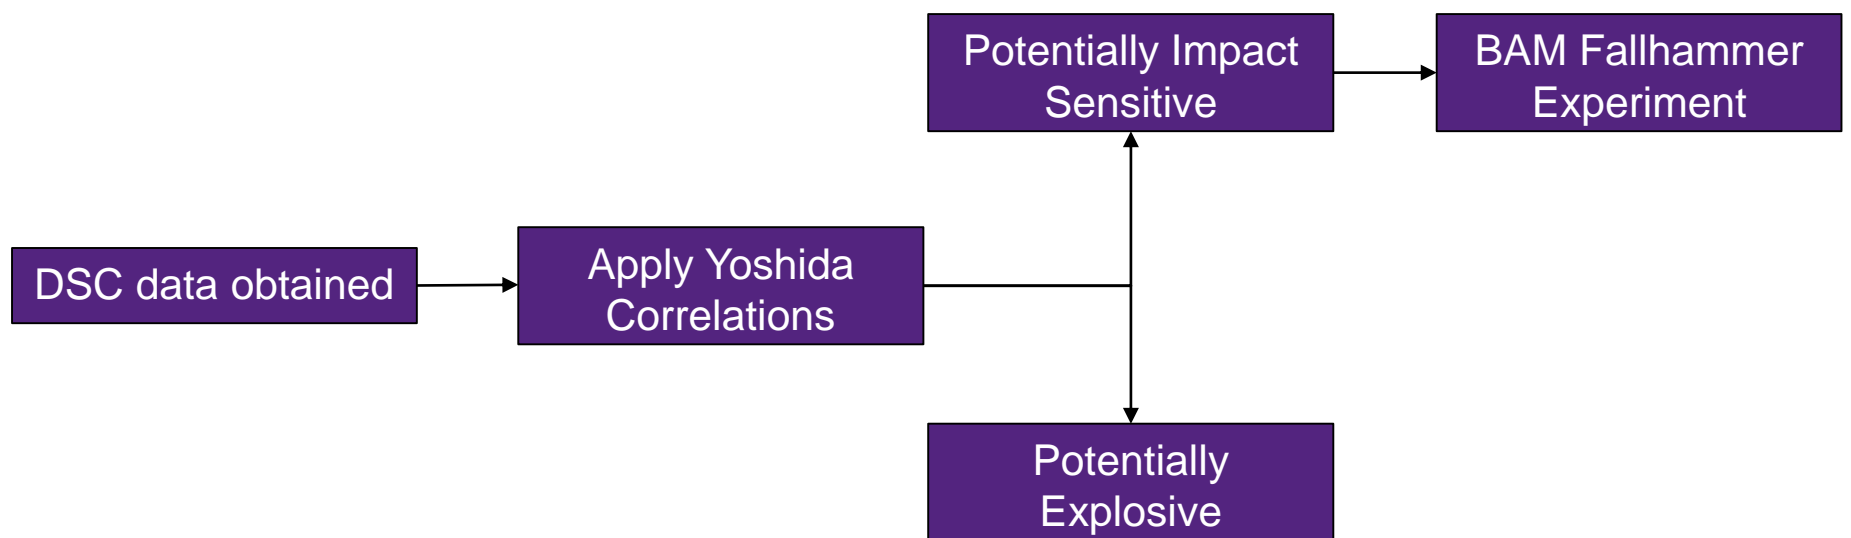 Potentially Impact
Sensitive
BAM Fallhammer
Experiment
DSC data obtained
Apply Yoshida
Correlations
Potentially
Explosive